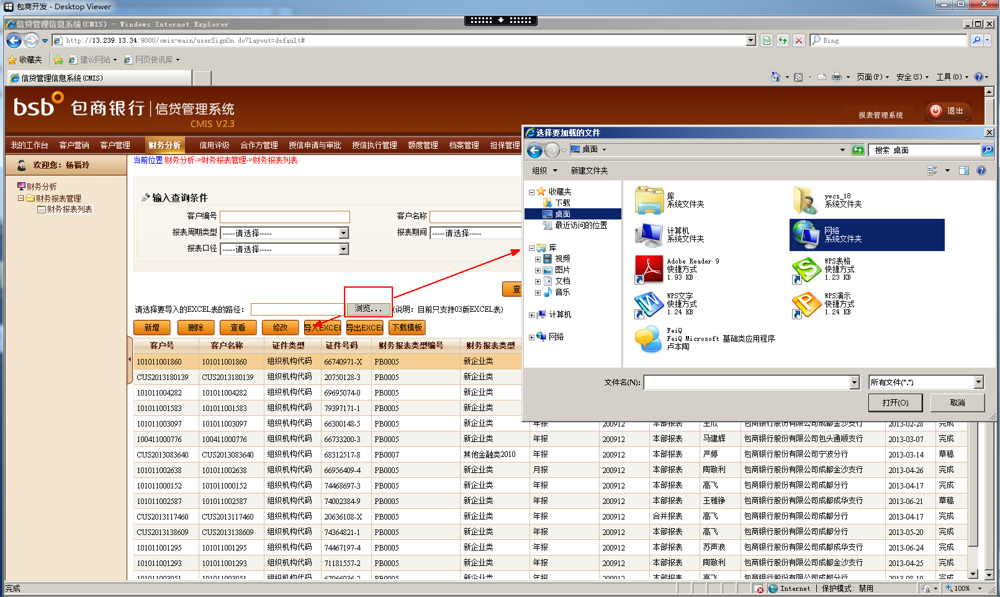 包商开发 - Desktop Viewer
信贷管理信息系统(CMIS) - Windows Internet Explorer
http://13.239.13.34:9080/cmis-main/userSignOn.do?layout=default#
Bing
收藏夹 建议网站 网页快讯库
信贷管理信息系统(CMIS)
页面(P) 安全(S) 工具(O)
bsb 包商银行 信贷管理系统
CMIS V2.3
报表管理系统 退出
我的工作台 客户营销 客户管理 财务分析 信用评级 合作方管理 授信申请与审批 授信执行管理 额度管理 档案管理 担保管理
欢迎您：杨福玲
财务分析
财务报表管理
财务报表列表
当前位置:财务分析->财务报表管理->财务报表列表
输入查询条件
客户编号 客户名称
报表周期类型 -----请选择----- 报表期间 -----请选择-----
报表口径 -----请选择-----
请选择要导入的EXCEL表的路径： 浏览... (说明：目前只支持03版EXCEL表)
新增 删除 查看 修改 导入EXCEL 导出EXCEL 下载模板
客户号 客户名称 证件类型 证件号码 财务报表类型编号 财务报表类型
101011001860 101011001860 组织机构代码 66740971-X PB0005 新企业类
CUS2013180139 CUS2013180139 组织机构代码 20750128-3 PB0005 新企业类
101011004282 101011004282 组织机构代码 69695074-0 PB0005 新企业类
101011001583 101011001583 组织机构代码 79397171-1 PB0005 新企业类
101011003097 101011003097 组织机构代码 66300148-5 PB0005 新企业类 年报 200912 本部报表 王欣 包商银行股份有限公司成都金沙支行 2013-02-28 完成
100411000776 100411000776 组织机构代码 66733200-3 PB0005 新企业类 年报 200912 本部报表 马建辉 包商银行股份有限公司包头通顺支行 2013-03-07 完成
CUS2013083640 CUS2013083640 组织机构代码 68312517-8 PB0007 其他金融类2010 年报 200912 本部报表 严婷 包商银行股份有限公司宁波分行 2013-03-14 草稿
101011002638 101011002638 组织机构代码 66956409-4 PB0005 新企业类 月报 200912 本部报表 陶敬利 包商银行股份有限公司成都金沙支行 2013-04-26 完成
101011000152 101011000152 组织机构代码 74468697-3 PB0005 新企业类 年报 200912 本部报表 高飞 包商银行股份有限公司成都分行 2013-04-17 完成
101011002587 101011002587 组织机构代码 74002384-9 PB0005 新企业类 年报 200912 本部报表 王雅铮 包商银行股份有限公司成都成华支行 2013-06-21 草稿
CUS2013117460 CUS2013117460 组织机构代码 20636108-X PB0005 新企业类 年报 200912 合并报表 高飞 包商银行股份有限公司成都分行 2013-04-17 完成
CUS2013138609 CUS2013138609 组织机构代码 74364821-1 PB0005 新企业类 年报 200912 本部报表 高飞 包商银行股份有限公司成都分行 2013-05-20 完成
101011001295 101011001295 组织机构代码 74467197-4 PB0005 新企业类 年报 200912 本部报表 苏声浪 包商银行股份有限公司成都成华支行 2013-06-24 完成
101011001293 101011001293 组织机构代码 71181557-2 PB0005 新企业类 年报 200912 本部报表 陶敬利 包商银行股份有限公司成都金沙支行 2013-04-25 完成
101011003051 101011003051 组织机构代码 67066036-2 PB0005 新企业类 年报 200912 本部报表 高飞 包商银行股份有限公司成都分行 2013-08-10 完成
选择要加载的文件
桌面 搜索 桌面
组织 新建文件夹
收藏夹
下载
桌面
最近访问的位置
库
视频
图片
文档
音乐
计算机
网络
库
系统文件夹
ywcs_18
系统文件夹
计算机
系统文件夹
网络
系统文件夹
Adobe Reader 9
快捷方式
1.93 KB
WPS表格
快捷方式
1.23 KB
WPS文字
快捷方式
1.24 KB
WPS演示
快捷方式
1.24 KB
FeiQ
FeiQ Microsoft 基础类应用程序
卢本陶
文件名(N): 所有文件(*.*)
打开(O) 取消
完成 Internet | 保护模式: 禁用 100%